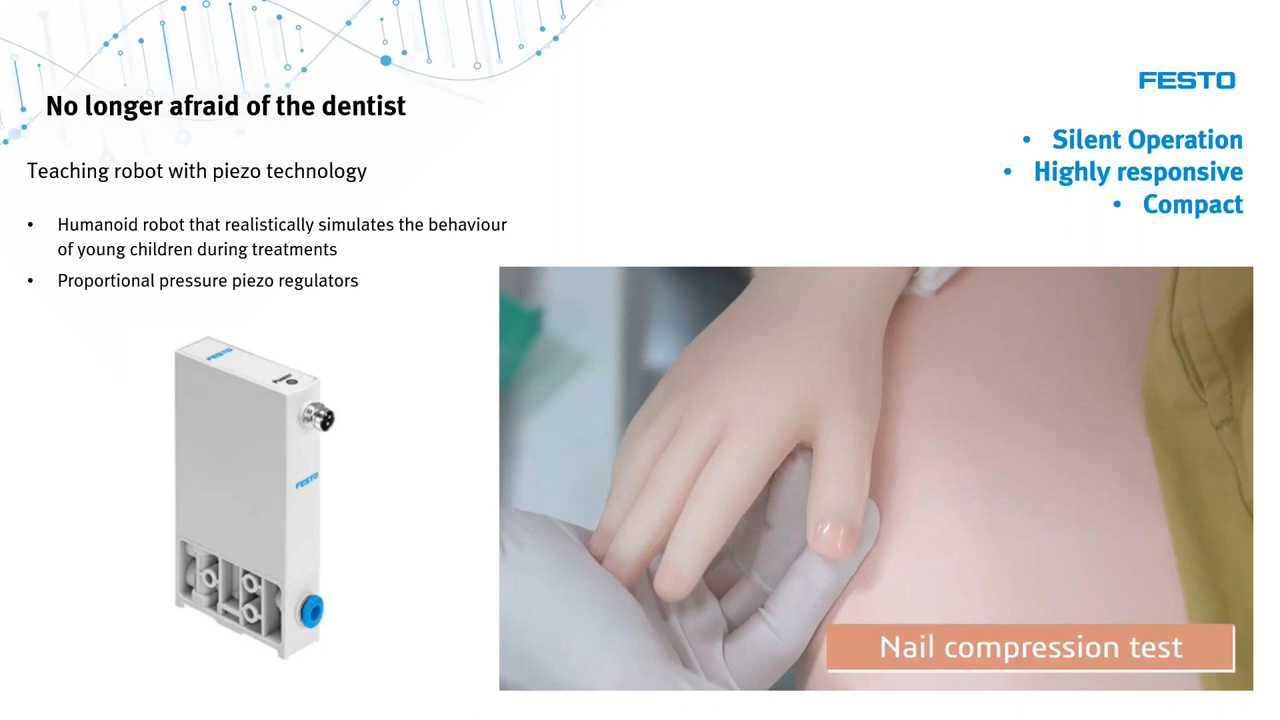 No longer afraid of the dentist
FESTO
• Silent Operation
• Highly responsive
• Compact
Teaching robot with piezo technology
• Humanoid robot that realistically simulates the behaviour
of young children during treatments
• Proportional pressure piezo regulators
FESTO
FESTO
Nail compression test